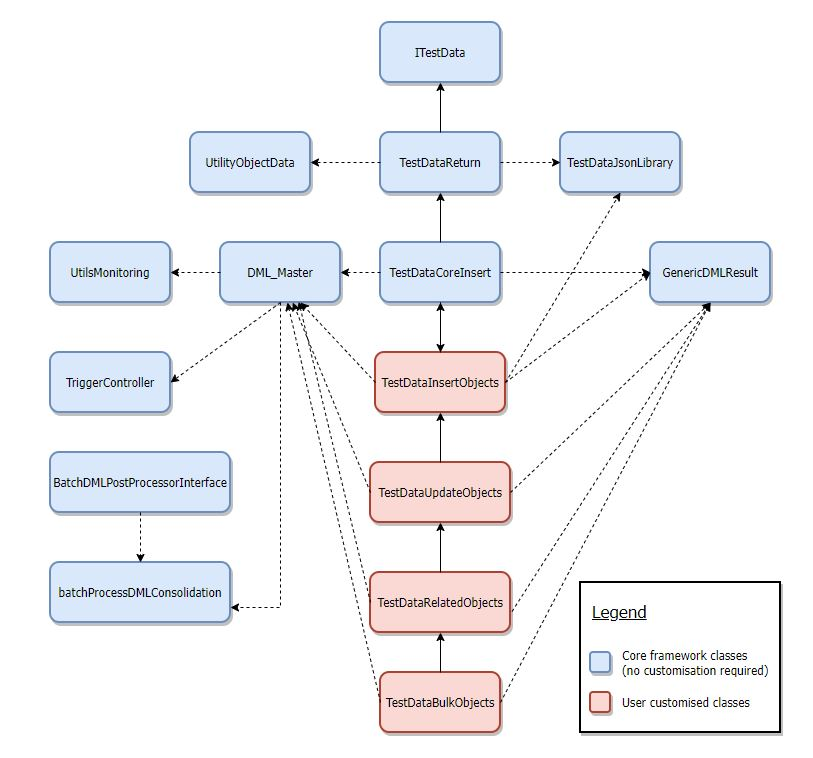 ITestData
UtilityObjectData
TestDataReturn
TestDataJsonLibrary
UtilsMonitoring
DML_Master
TestDataCoreInsert
GenericDMLResult
TriggerController
TestDataInsertObjects
BatchDMLPostProcessorInterface
TestDataUpdateObjects
batchProcessDMLConsolidation
TestDataRelatedObjects
TestDataBulkObjects
Legend
Core framework classes
(no customisation required)
User customised classes